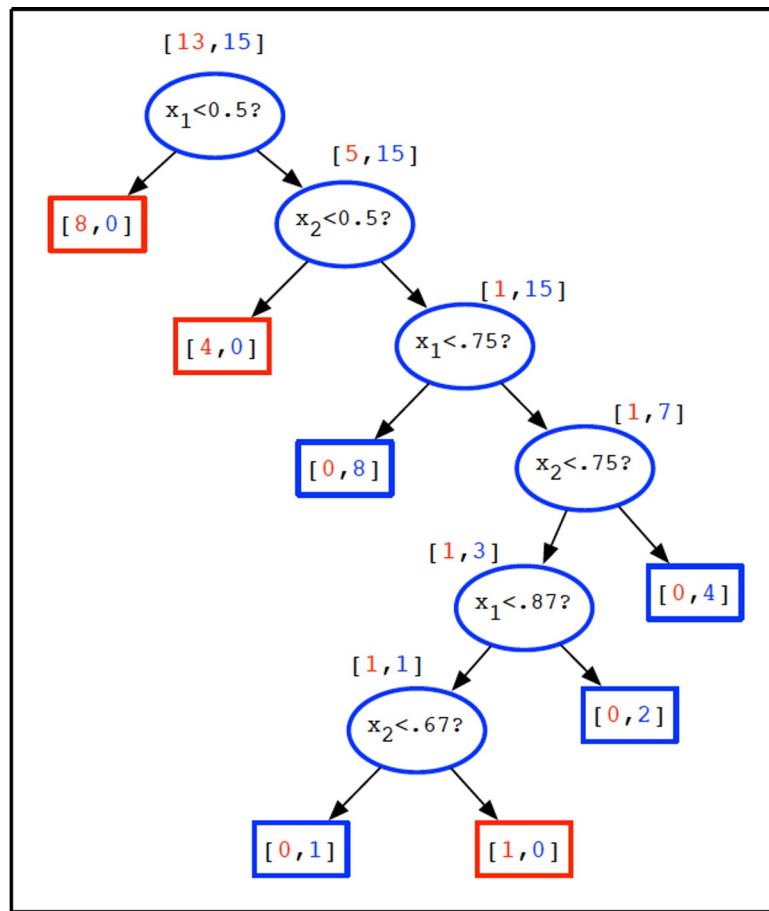 [13,15]
x1<0.5?
[5,15]
[8,0]
x2<0.5?
[1,15]
[4,0]
x1<.75?
[1,7]
[0,8]
x2<.75?
[1,3]
[0,4]
x1<.87?
[1,1]
[0,2]
x2<.67?
[0,1]
[1,0]